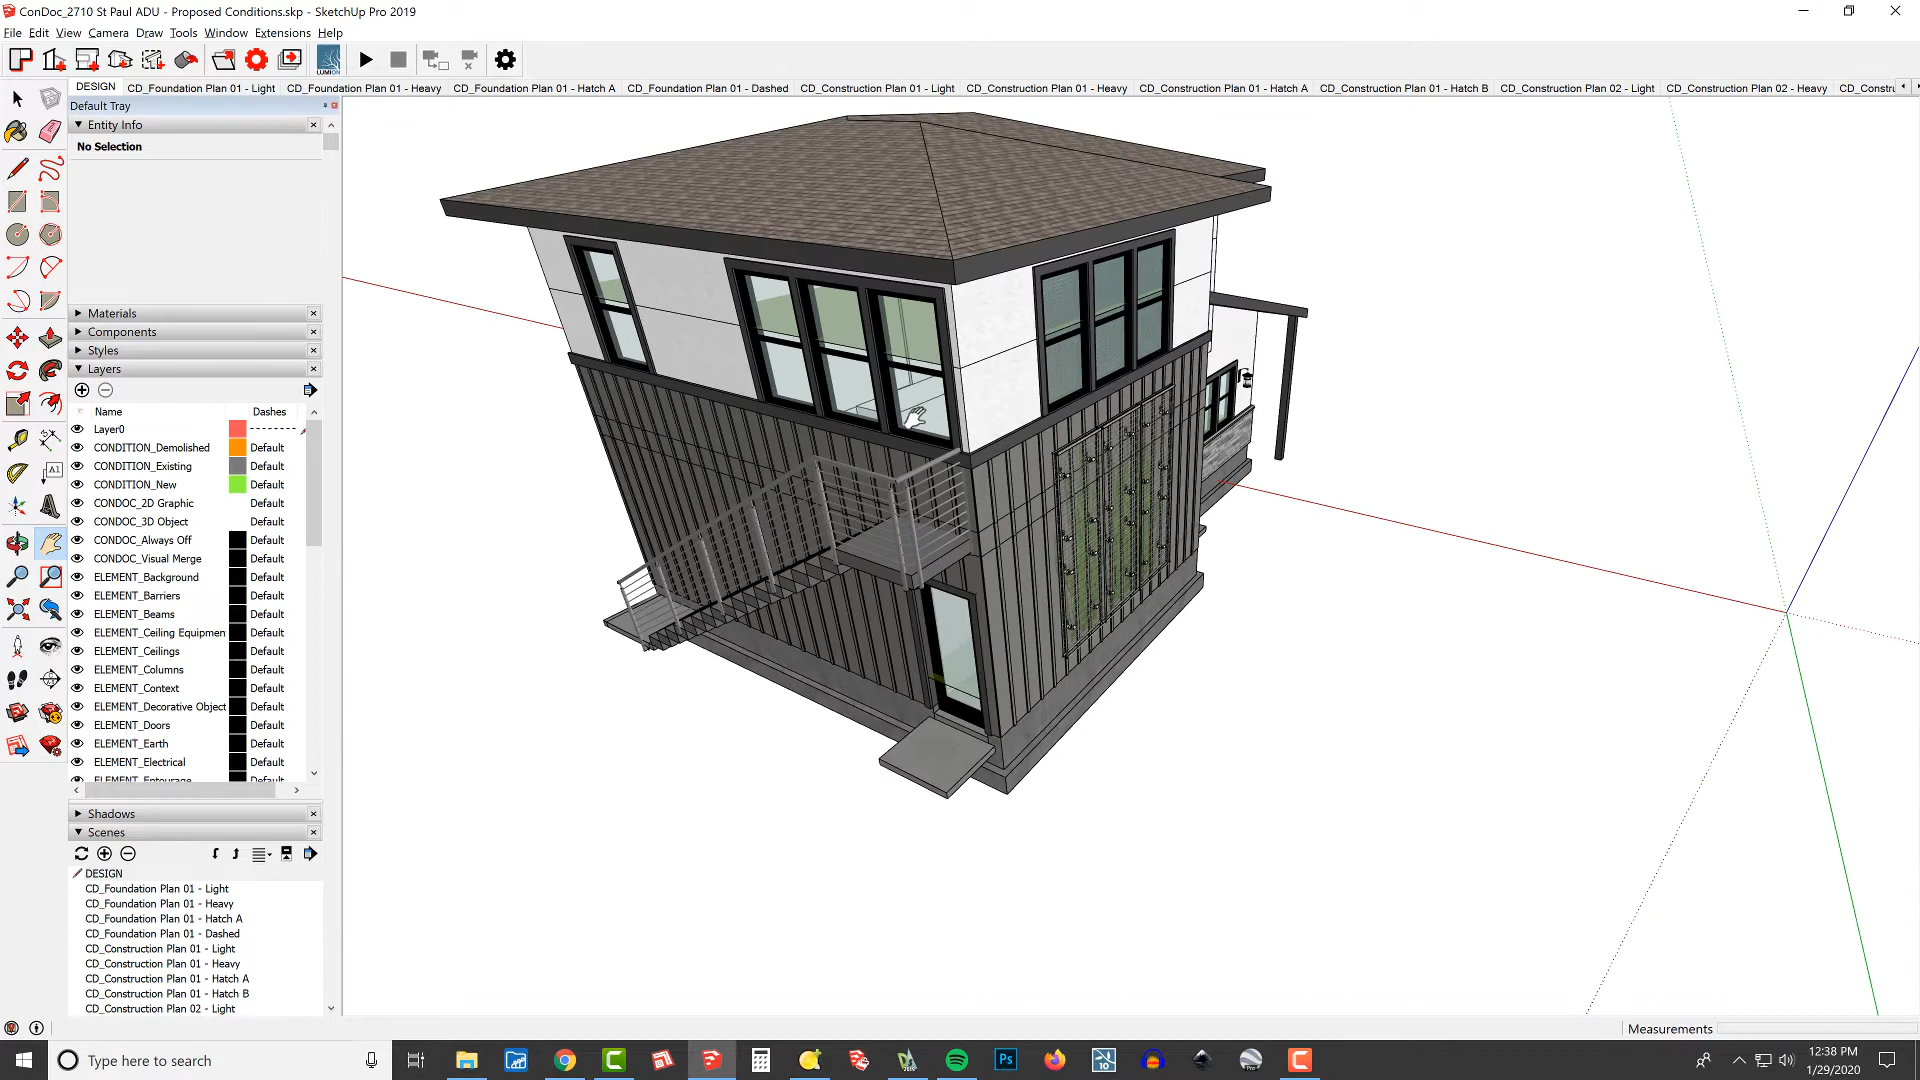 ConDoc_2710 St Paul ADU - Proposed Conditions.skp - SketchUp Pro 2019
File Edit View Camera Draw Tools Window Extensions Help
LUMION
DESIGN CD_Foundation Plan 01 - Light CD_Foundation Plan 01 - Heavy CD_Foundation Plan 01 - Hatch A CD_Foundation Plan 01 - Dashed CD_Construction Plan 01 - Light CD_Construction Plan 01 - Heavy CD_Construction Plan 01 - Hatch A CD_Construction Plan 01 - Hatch B CD_Construction Plan 02 - Light CD_Construction Plan 02 - Heavy CD_Constru
Default Tray
Entity Info
No Selection
Materials
Components
Styles
Layers
Name Dashes
Layer0
CONDITION_Demolished Default
CONDITION_Existing Default
CONDITION_New Default
CONDOC_2D Graphic Default
CONDOC_3D Object Default
CONDOC_Always Off Default
CONDOC_Visual Merge Default
ELEMENT_Background Default
ELEMENT_Barriers Default
ELEMENT_Beams Default
ELEMENT_Ceiling Equipmen Default
ELEMENT_Ceilings Default
ELEMENT_Columns Default
ELEMENT_Context Default
ELEMENT_Decorative Object Default
ELEMENT_Doors Default
ELEMENT_Earth Default
ELEMENT_Electrical Default
ELEMENT_Entourage Default
Shadows
Scenes
DESIGN
CD_Foundation Plan 01 - Light
CD_Foundation Plan 01 - Heavy
CD_Foundation Plan 01 - Hatch A
CD_Foundation Plan 01 - Dashed
CD_Construction Plan 01 - Light
CD_Construction Plan 01 - Heavy
CD_Construction Plan 01 - Hatch A
CD_Construction Plan 01 - Hatch B
CD_Construction Plan 02 - Light
Measurements
Type here to search
12:38 PM
1/29/2020